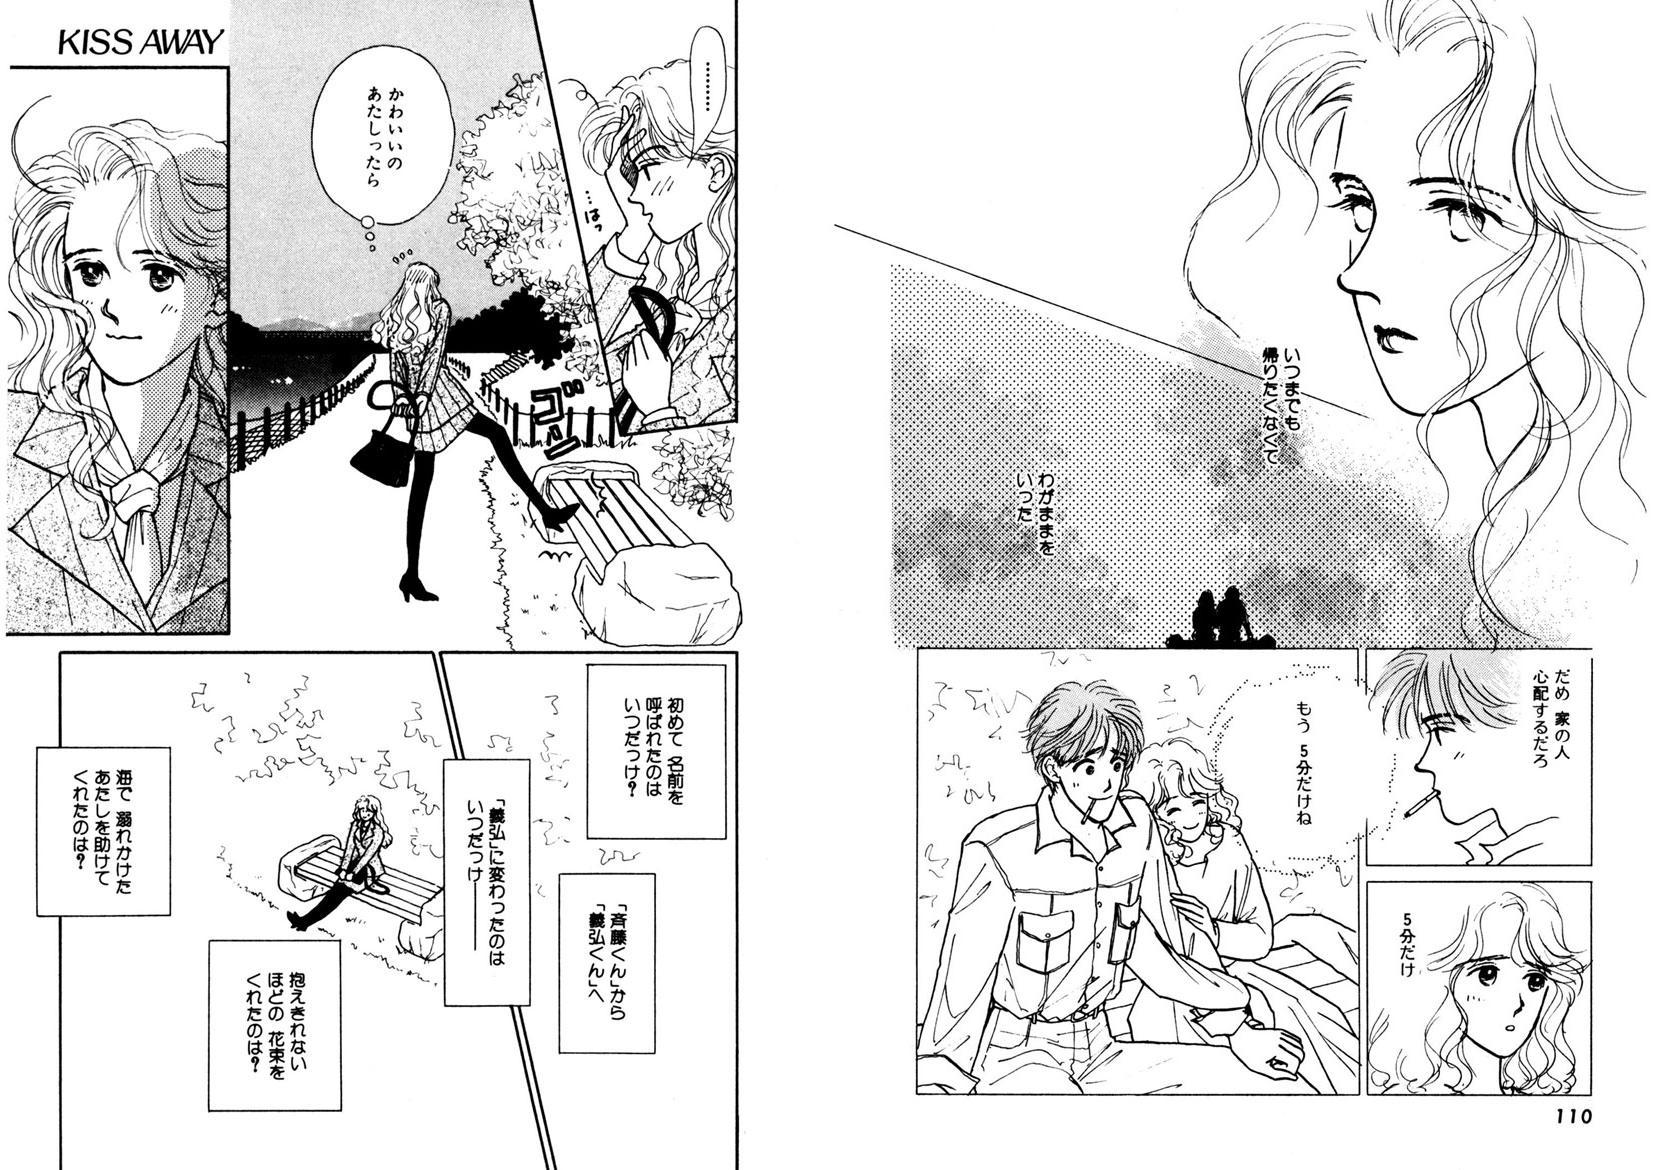 いつまでも
帰りたくなくて
わがままを
いった
だめ 家の人
心配するだろ
もう 5分だけね
5分だけ
110
KISS AWAY
………
…はっ
かわいいの
あたしったら
ゴン
初めて 名前を
呼ばれたのは
いつだっけ?
「斉藤くん」から
「義弘くん」へ
「義弘」に変わったのは
いつだっけ――
海で 溺れかけた
あたしを助けて
くれたのは?
抱えきれない
ほどの 花束を
くれたのは?